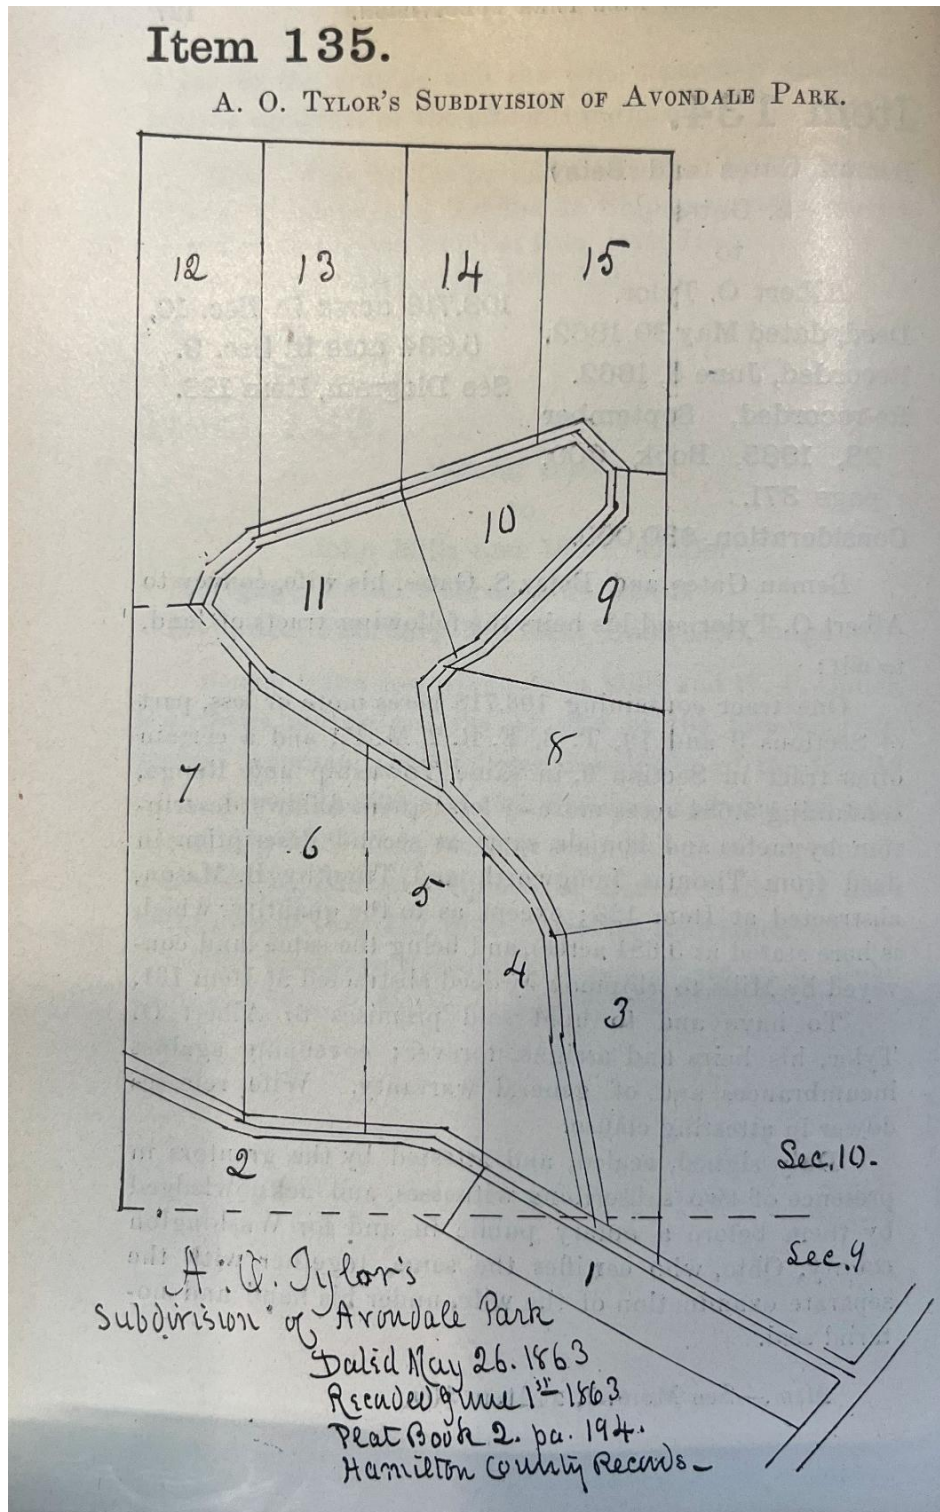 Item 135.
A. O. Tylor's Subdivision of Avondale Park.
12
13
14
15
10
11
9
8
7
6
5
4
3
2
Sec. 10.
Sec. 9
1
A. O. Tylor's
Subdivision of Avondale Park
Dated May 26. 1863
Recorded June 1st 1863
Plat Book 2. pa. 194.
Hamilton County Records